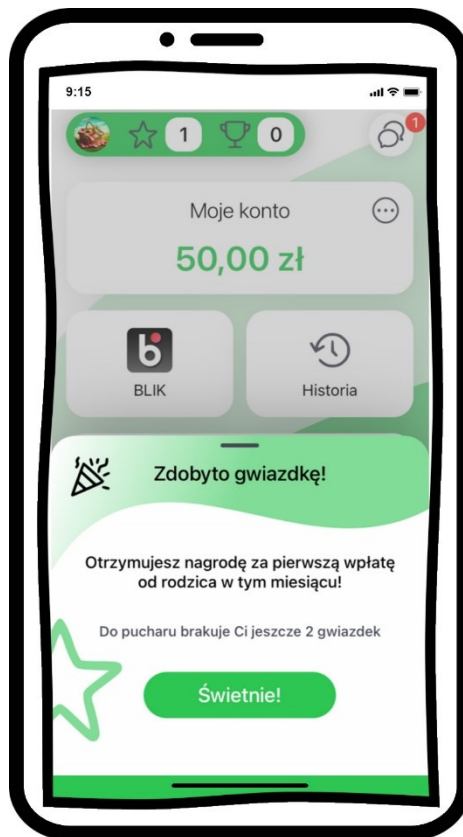 9:15
1 0 1
Moje konto
50,00 zł
b
BLIK Historia
Zdobyto gwiazdkę!
Otrzymujesz nagrodę za pierwszą wpłatę
od rodzica w tym miesiącu!
Do pucharu brakuje Ci jeszcze 2 gwiazdek
Świetnie!